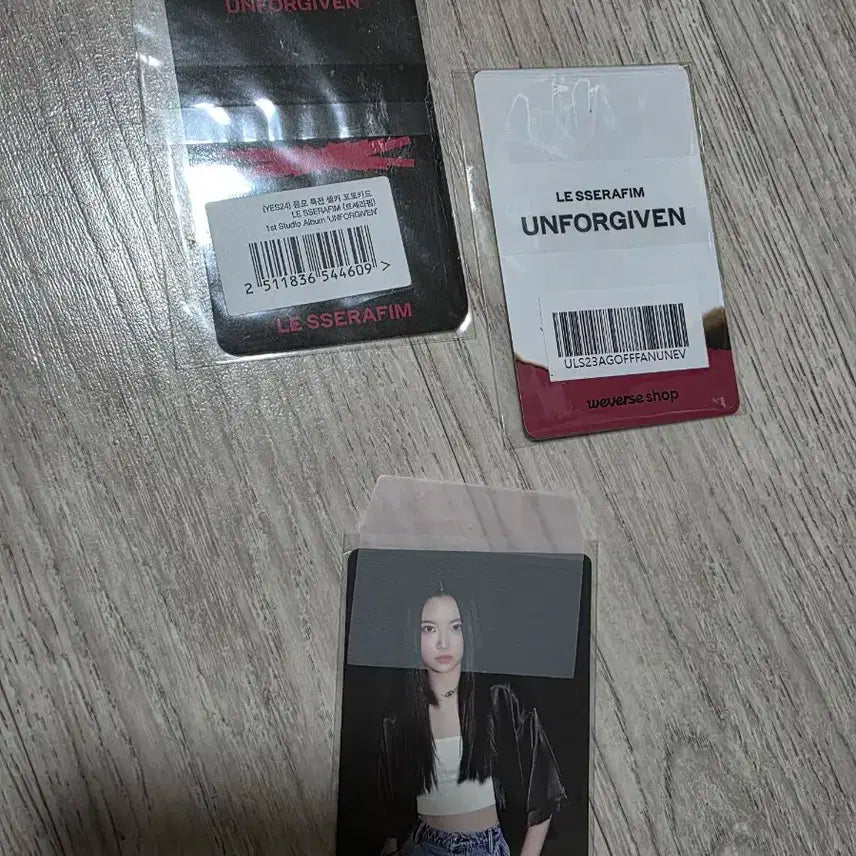 UNFORGIVEN
(YES24) 응모 특전 셀카 포토카드
LE SSERAFIM (르세라핌)
1st Studio Album 'UNFORGIVEN'
2 511836 544609 >
LE SSERAFIM
LE SSERAFIM
UNFORGIVEN
ULS23AGOFFFANUNEV
weverse shop